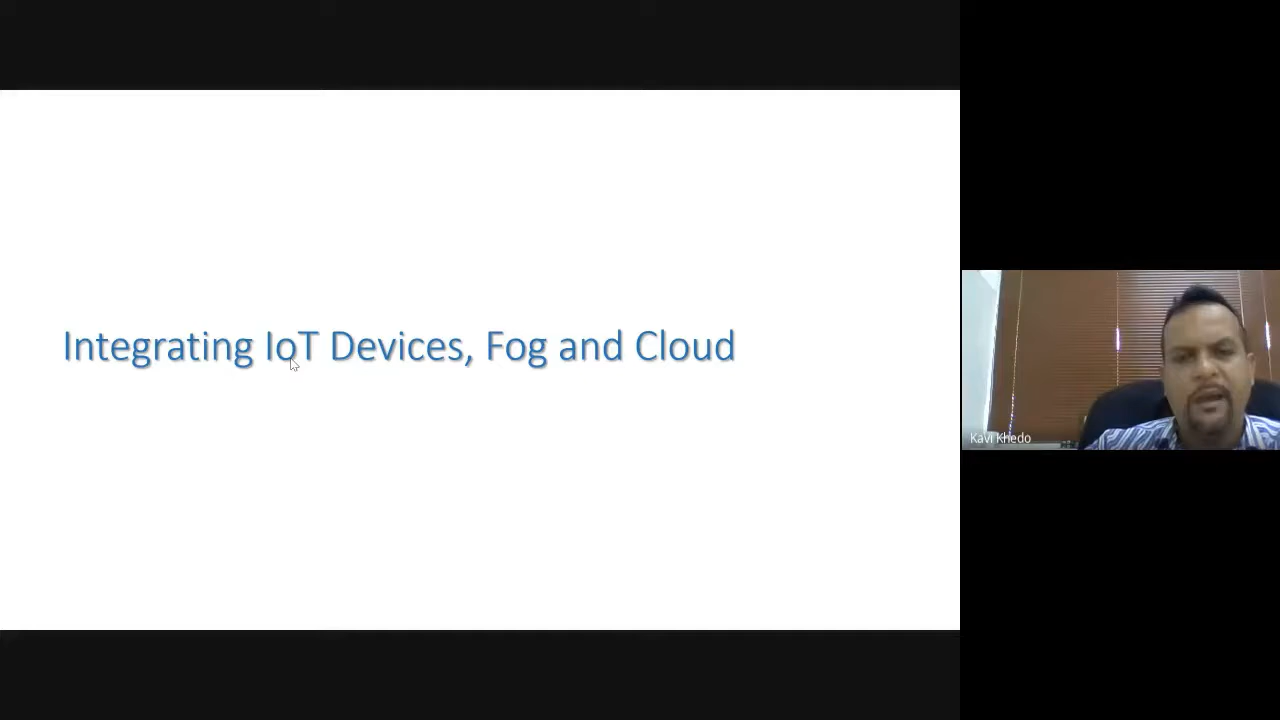 Integrating IoT Devices, Fog and Cloud
Kavi Khedo